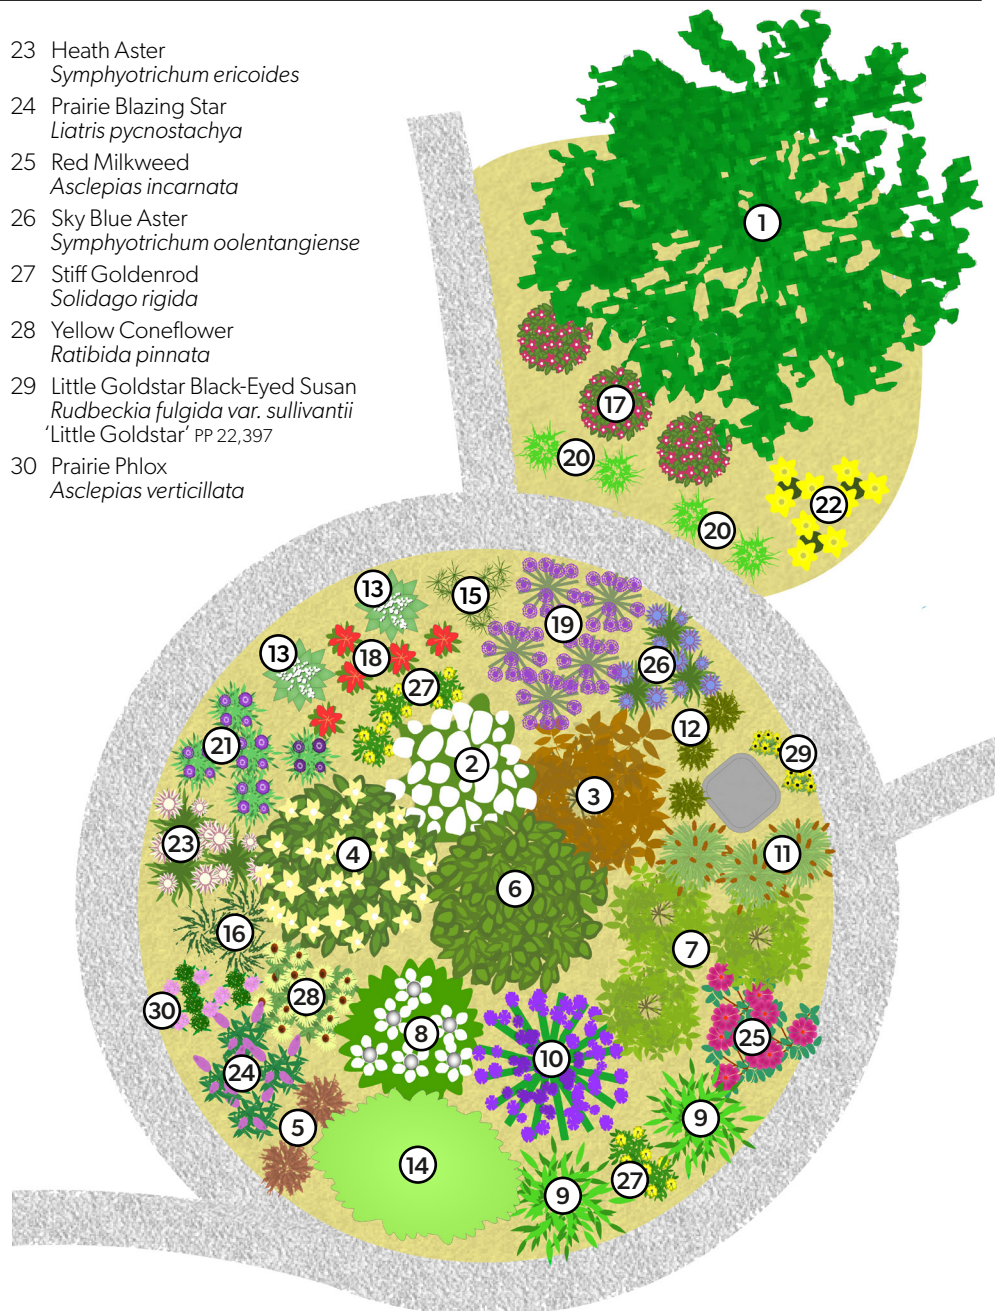 23 Heath Aster
Symphyotrichum ericoides
24 Prairie Blazing Star
Liatris pycnostachya
25 Red Milkweed
Asclepias incarnata
26 Sky Blue Aster
Symphyotrichum oolentangiense
27 Stiff Goldenrod
Solidago rigida
28 Yellow Coneflower
Ratibida pinnata
29 Little Goldstar Black-Eyed Susan
Rudbeckia fulgida var. sullivantii
'Little Goldstar' PP 22,397
30 Prairie Phlox
Asclepias verticillata
1
17
20
22
20
13
15
19
13
18
26
27
12
21
2
29
3
23
4
11
6
16
7
28
30
8
25
10
24
9
5
14
27
9